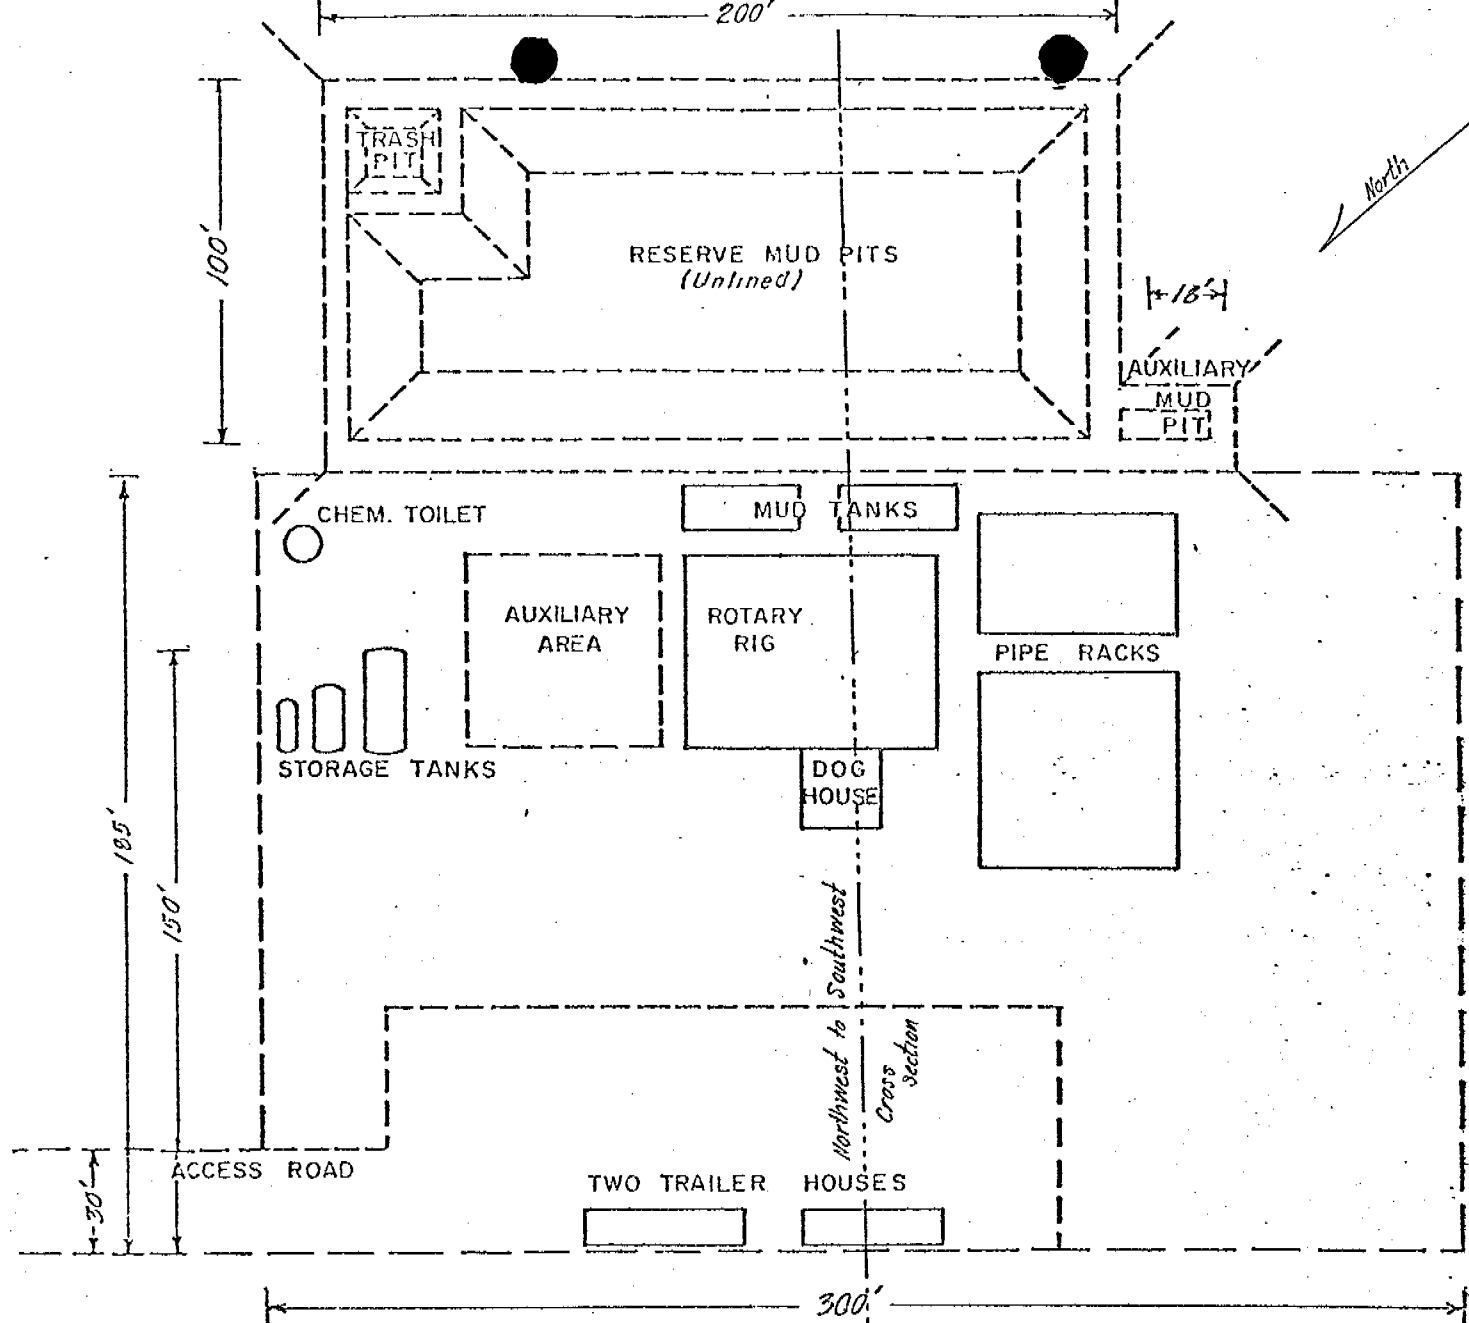 200'
TRASH
PIT
North
100'
RESERVE MUD PITS
(Unlined)
18'
AUXILIARY
MUD
PIT
CHEM. TOILET
MUD TANKS
AUXILIARY
AREA
ROTARY
RIG
PIPE RACKS
STORAGE TANKS
DOG
HOUSE
185'
150'
Northwest to Southwest
Cross
section
ACCESS ROAD
30'
TWO TRAILER HOUSES
300'